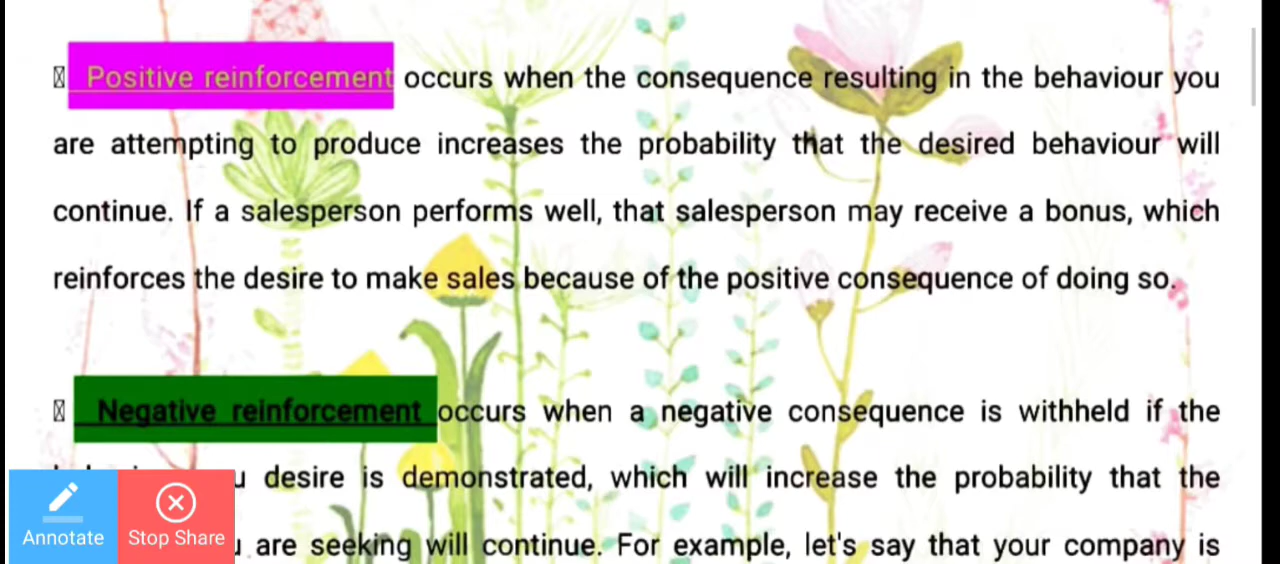 Positive reinforcement occurs when the consequence resulting in the behaviour you
are attempting to produce increases the probability that the desired behaviour will
continue. If a salesperson performs well, that salesperson may receive a bonus, which
reinforces the desire to make sales because of the positive consequence of doing so.
Negative reinforcement occurs when a negative consequence is withheld if the
desire is demonstrated, which will increase the probability that the
are seeking will continue. For example, let's say that your company is
Annotate
Stop Share